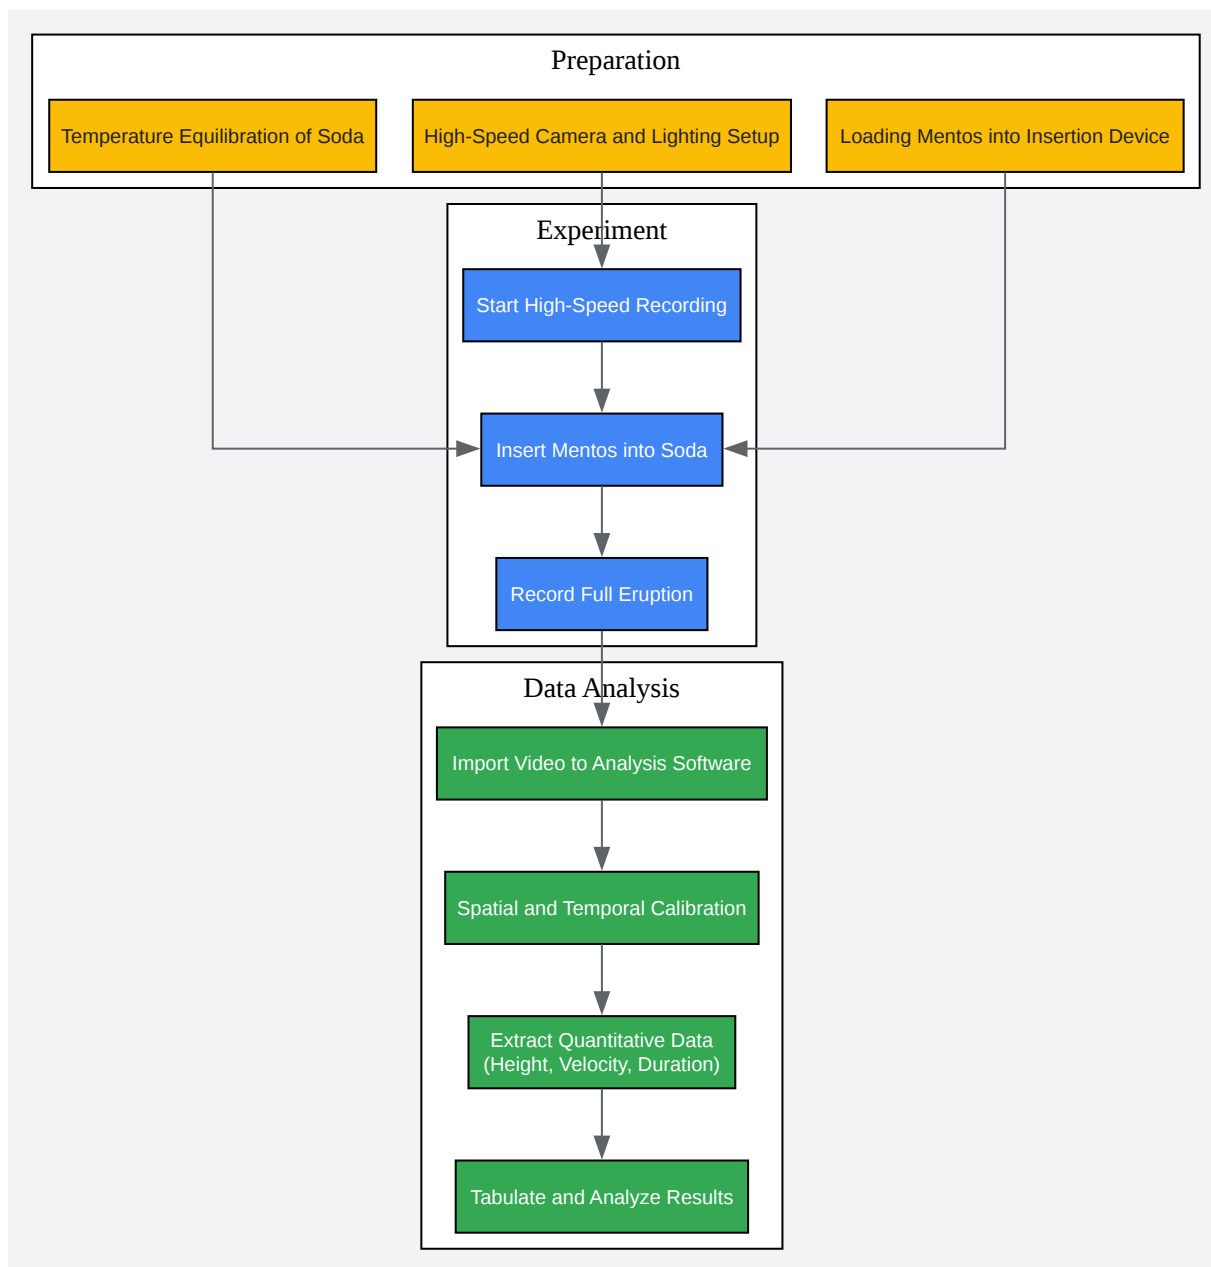 Preparation
Temperature Equilibration of Soda
High-Speed Camera and Lighting Setup
Loading Mentos into Insertion Device
Experiment
Start High-Speed Recording
Insert Mentos into Soda
Record Full Eruption
Data Analysis
Import Video to Analysis Software
Spatial and Temporal Calibration
Extract Quantitative Data
(Height, Velocity, Duration)
Tabulate and Analyze Results